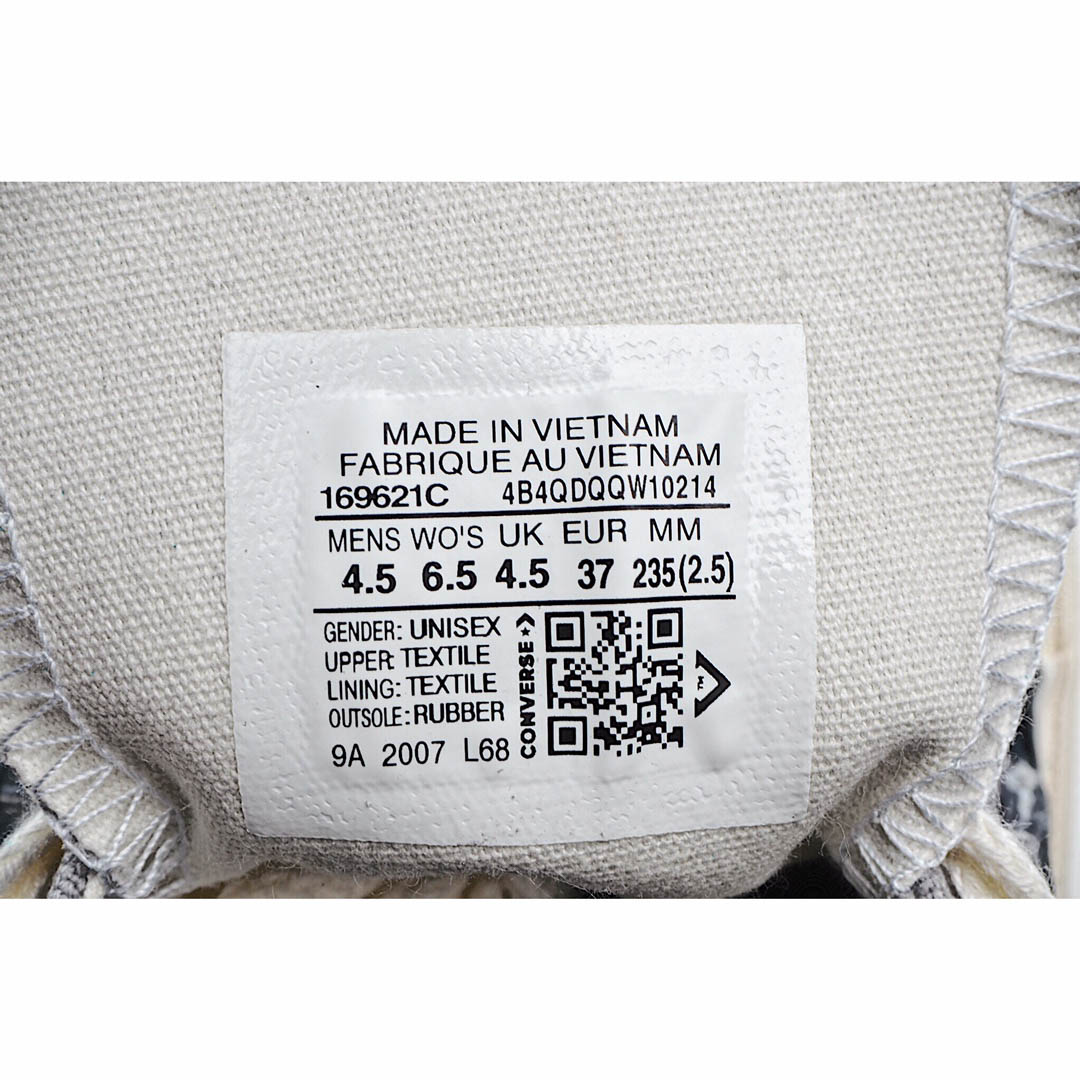 MADE IN VIETNAM
FABRIQUE AU VIETNAM
169621C 4B4QDQQW10214
MENS WO'S UK EUR MM
4.5 6.5 4.5 37 235(2.5)
GENDER: UNISEX
UPPER: TEXTILE
LINING: TEXTILE
OUTSOLE: RUBBER
9A 2007 L68
CONVERSE